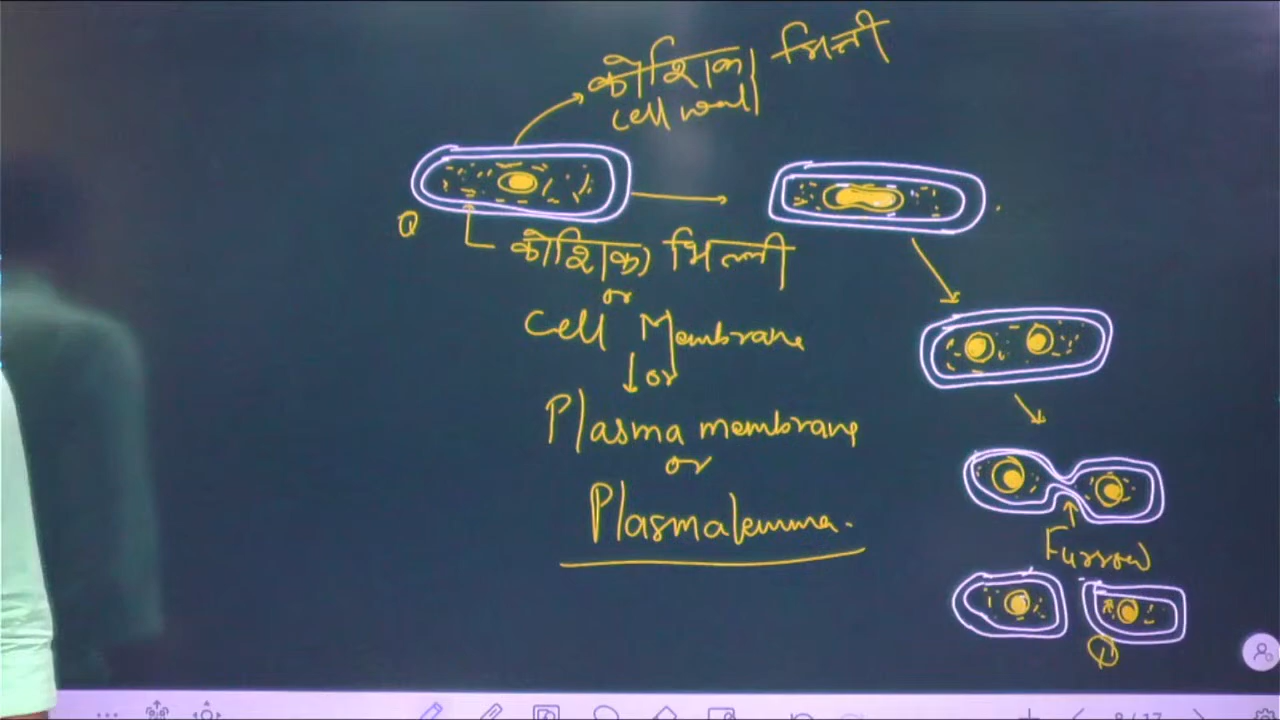 कोशिका भित्ती
cell wall
कोशिका झिल्ली
or
Cell Membrane
or
Plasma membrane
or
Plasmalemma.
Furrow